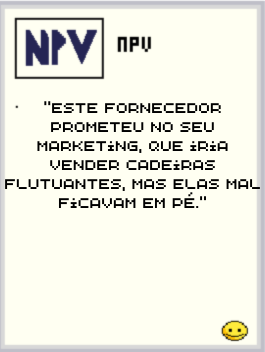 NPV
NPV
"ESTE FORNECEDOR
PROMETEU NO SEU
MARKETING, QUE IRIA
VENDER CADEIRAS
FLUTUANTES, MAS ELAS MAL
FICAVAM EM PÉ."